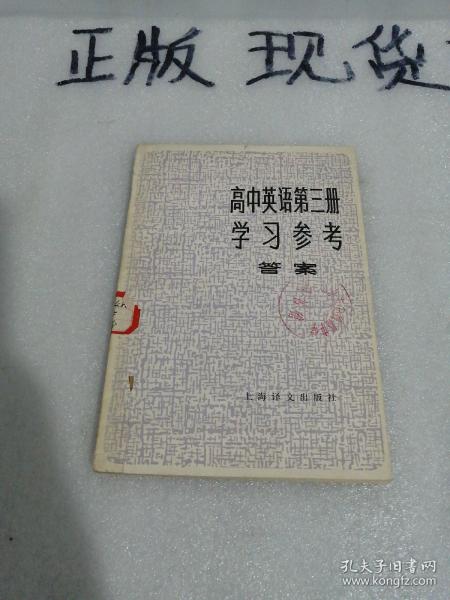 正版 现货
高中英语第三册
学习参考
答案
上海译文出版社
孔夫子旧书网
www.kongfz.com